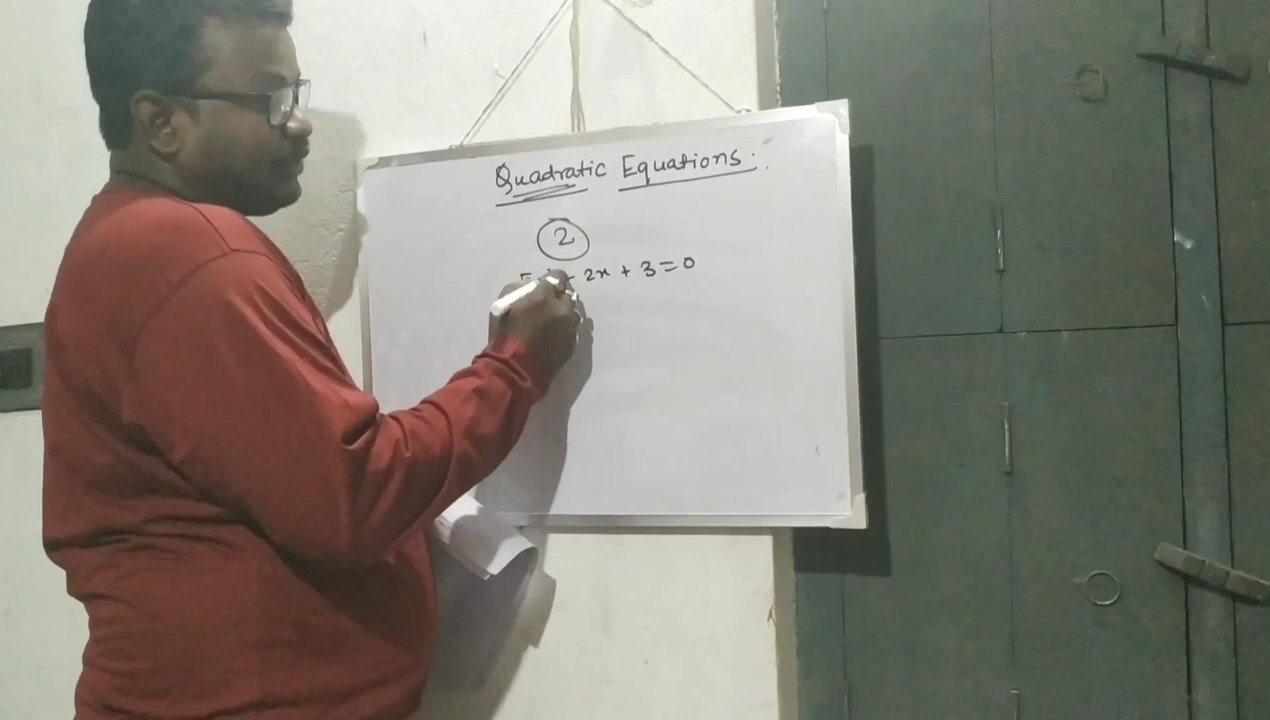 Quadratic Equations:
2
- 2x + 3 = 0